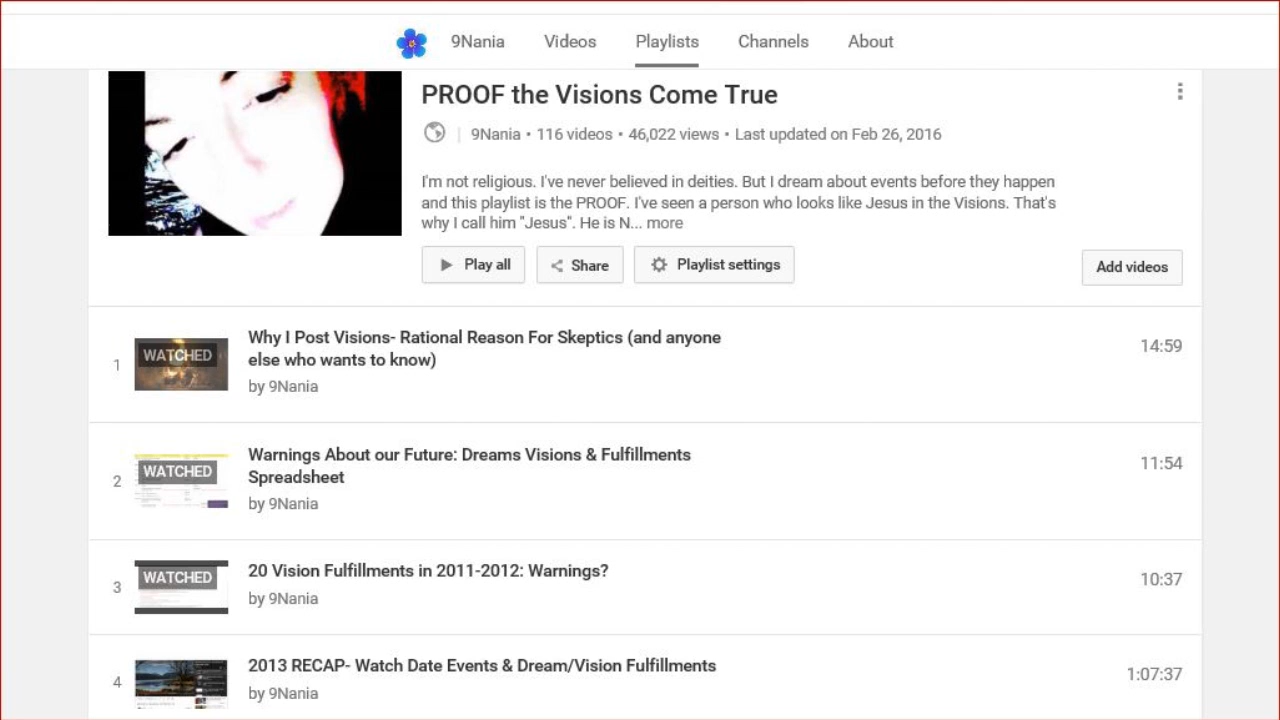 9Nania Videos Playlists Channels About
PROOF the Visions Come True
9Nania • 116 videos • 46,022 views • Last updated on Feb 26, 2016
I'm not religious. I've never believed in deities. But I dream about events before they happen
and this playlist is the PROOF. I've seen a person who looks like Jesus in the Visions. That's
why I call him "Jesus". He is N... more
Play all Share Playlist settings Add videos
Why I Post Visions- Rational Reason For Skeptics (and anyone
1 WATCHED 14:59
else who wants to know)
by 9Nania
Warnings About our Future: Dreams Visions & Fulfillments
2 WATCHED 11:54
Spreadsheet
by 9Nania
20 Vision Fulfillments in 2011-2012: Warnings?
3 WATCHED 10:37
by 9Nania
2013 RECAP- Watch Date Events & Dream/Vision Fulfillments
4 1:07:37
by 9Nania